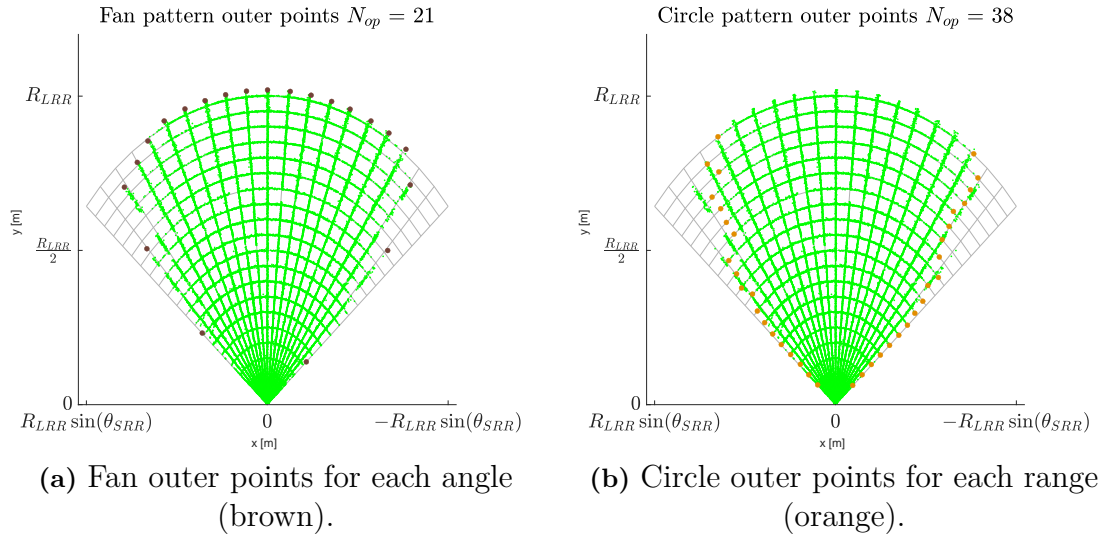 Fan pattern outer points N_{op} = 21
R_{LRR}
y [m]
\frac{R_{LRR}}{2}
0
R_{LRR} sin(θ_{SRR})
0
−R_{LRR} sin(θ_{SRR})
x [m]
(a) Fan outer points for each angle
(brown).
Circle pattern outer points N_{op} = 38
R_{LRR}
y [m]
\frac{R_{LRR}}{2}
0
R_{LRR} sin(θ_{SRR})
0
−R_{LRR} sin(θ_{SRR})
x [m]
(b) Circle outer points for each range
(orange).